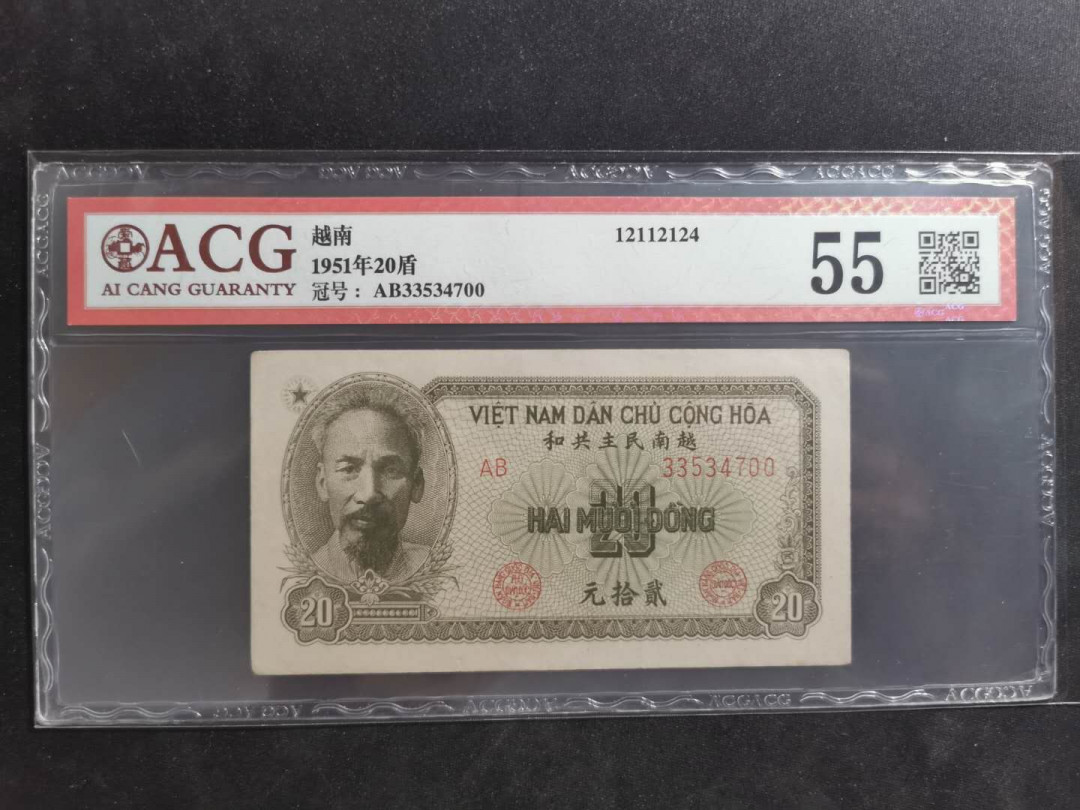 ACG
AI CANG GUARANTY
越南
1951年20盾
冠号： AB33534700
12112124
55
VIỆT NAM DÂN CHỦ CỘNG HÒA
和共主民南越
AB 33534700
20
HAI MƯƠI ĐỒNG
元拾貳
20
20